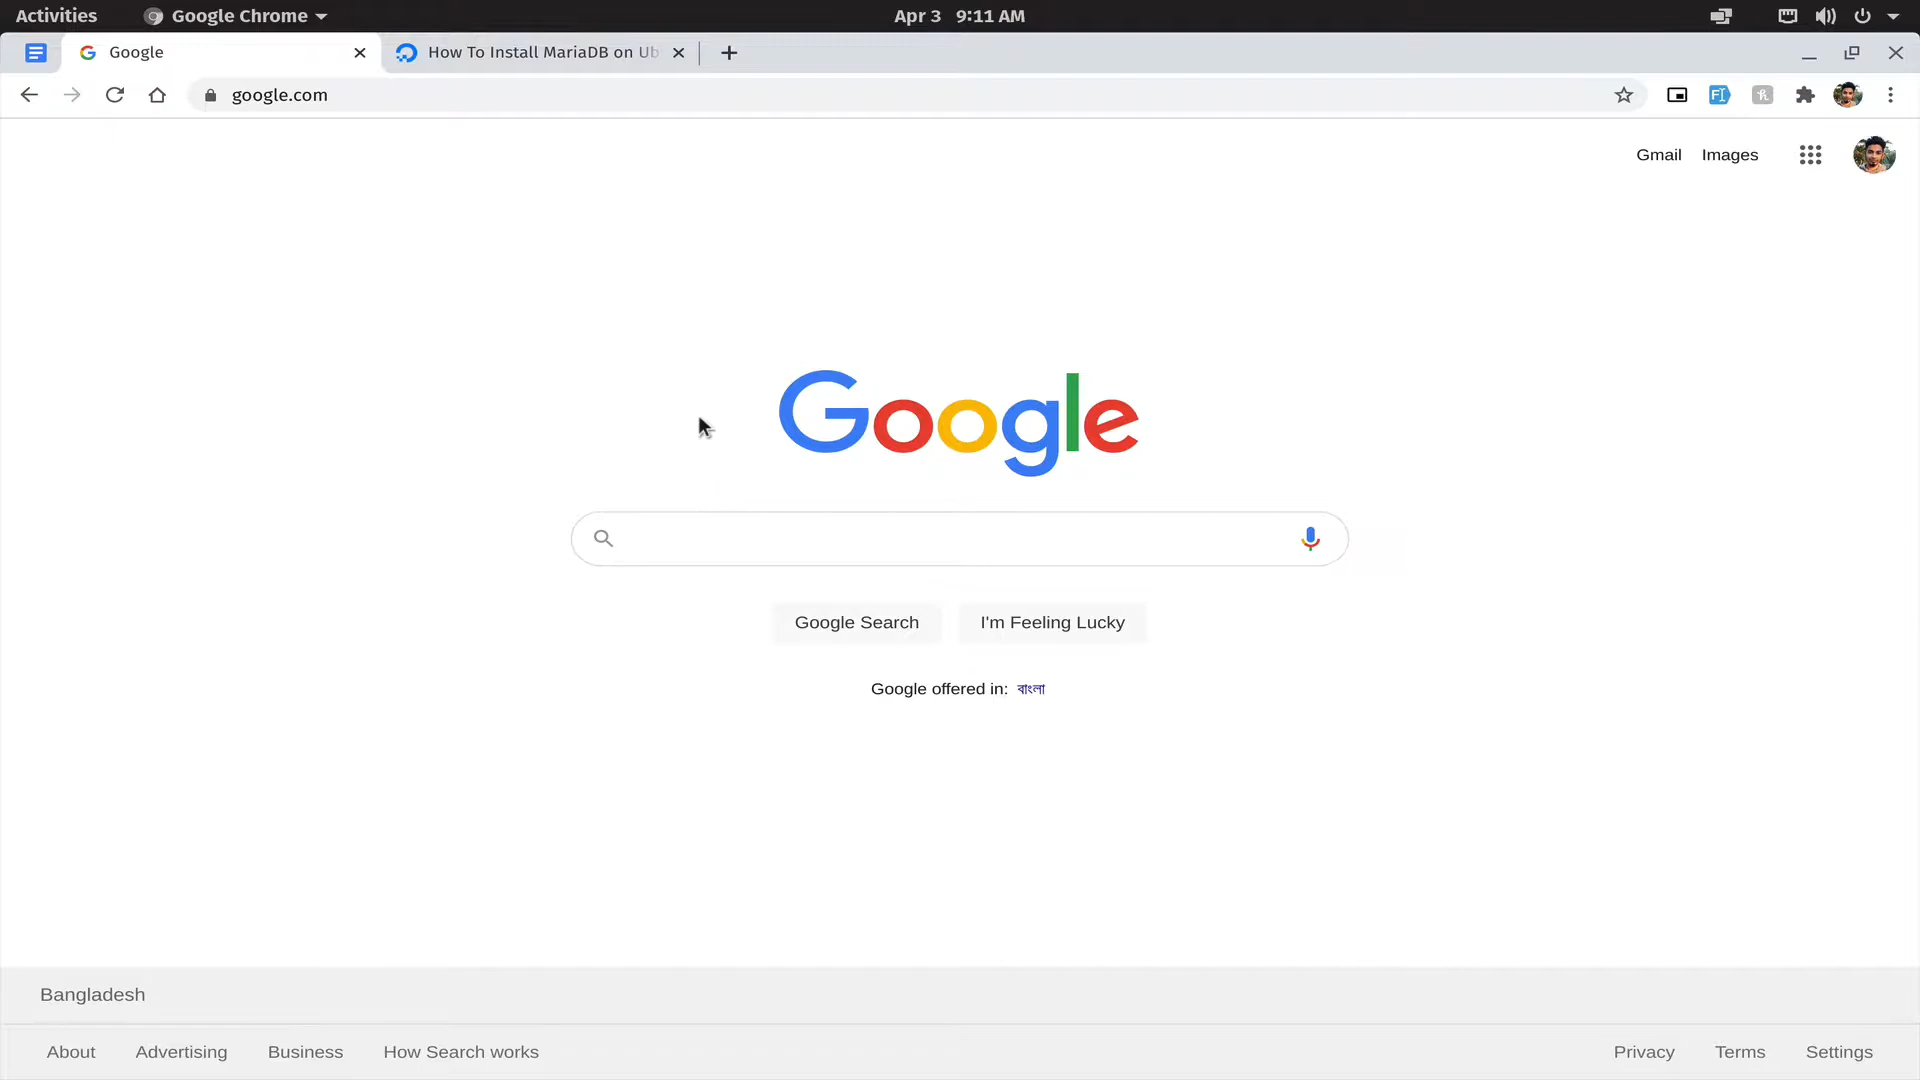 Activities Google Chrome Apr 3 9:11 AM
Google How To Install MariaDB on Ub
google.com
Gmail Images
Google
Google Search I'm Feeling Lucky
Google offered in: বাংলা
Bangladesh
About Advertising Business How Search works Privacy Terms Settings